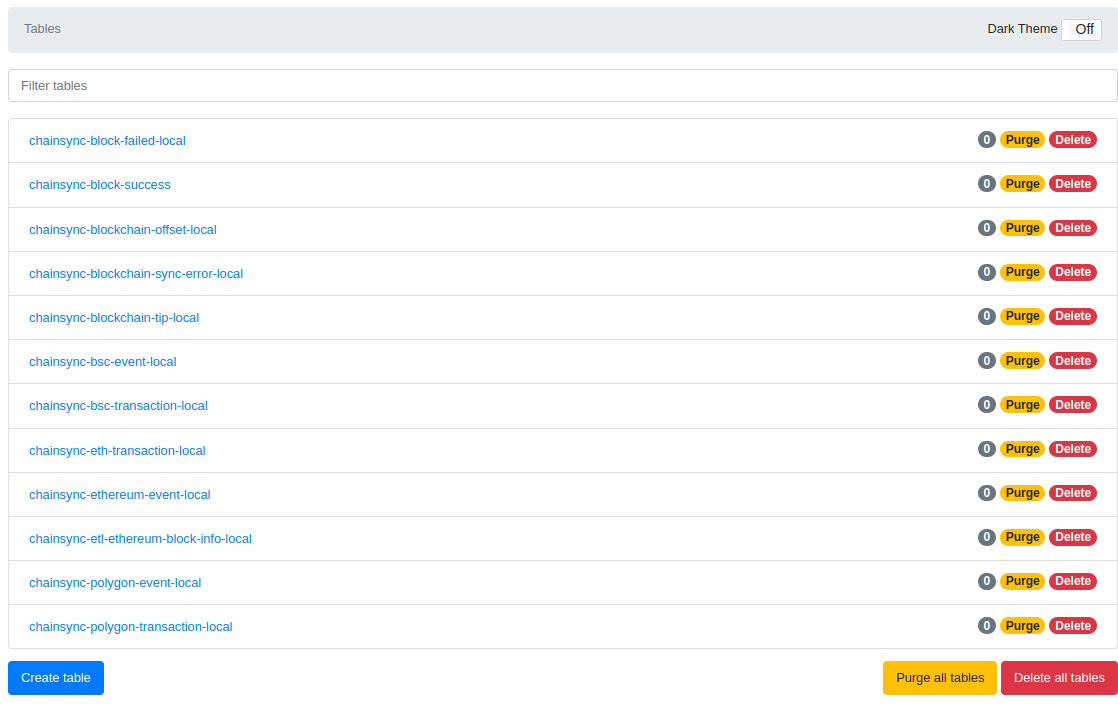 Tables Dark Theme Off
Filter tables
chainsync-block-failed-local 0 Purge Delete
chainsync-block-success 0 Purge Delete
chainsync-blockchain-offset-local 0 Purge Delete
chainsync-blockchain-sync-error-local 0 Purge Delete
chainsync-blockchain-tip-local 0 Purge Delete
chainsync-bsc-event-local 0 Purge Delete
chainsync-bsc-transaction-local 0 Purge Delete
chainsync-eth-transaction-local 0 Purge Delete
chainsync-ethereum-event-local 0 Purge Delete
chainsync-etl-ethereum-block-info-local 0 Purge Delete
chainsync-polygon-event-local 0 Purge Delete
chainsync-polygon-transaction-local 0 Purge Delete
Create table Purge all tables Delete all tables